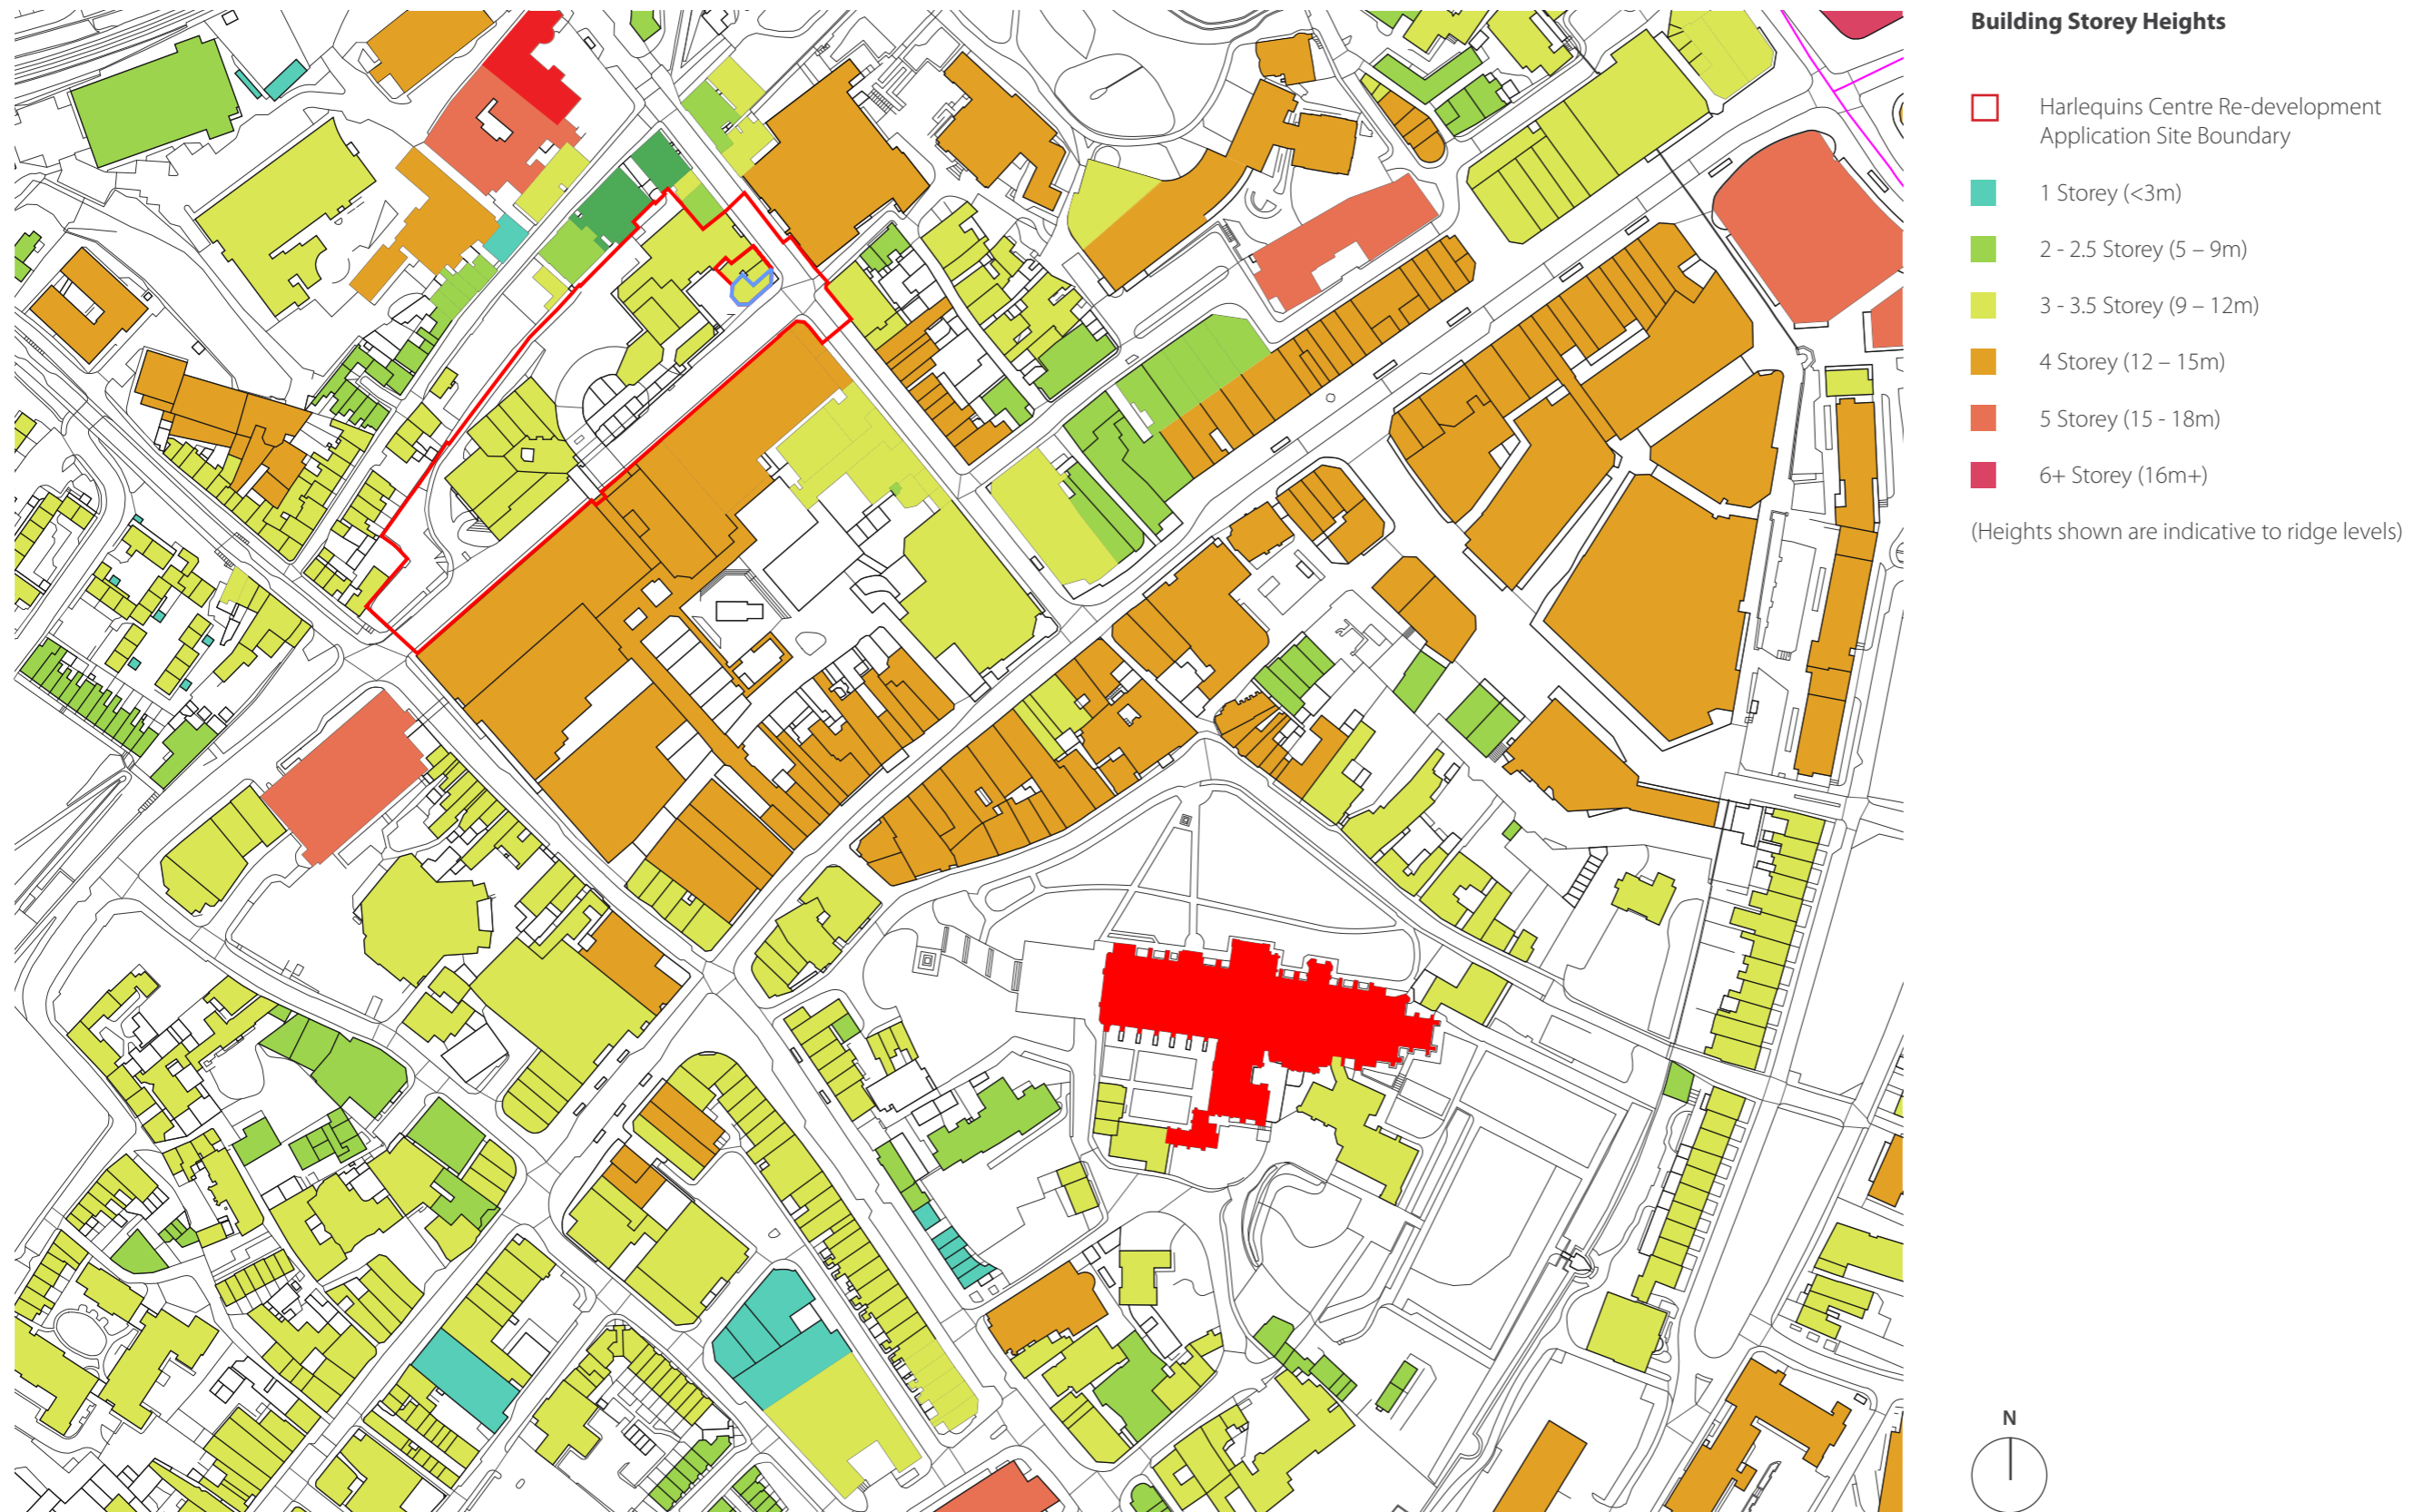 Building Storey Heights
Harlequins Centre Re-development
Application Site Boundary
1 Storey (<3m)
2 - 2.5 Storey (5 – 9m)
3 - 3.5 Storey (9 – 12m)
4 Storey (12 – 15m)
5 Storey (15 - 18m)
6+ Storey (16m+)
(Heights shown are indicative to ridge levels)
N